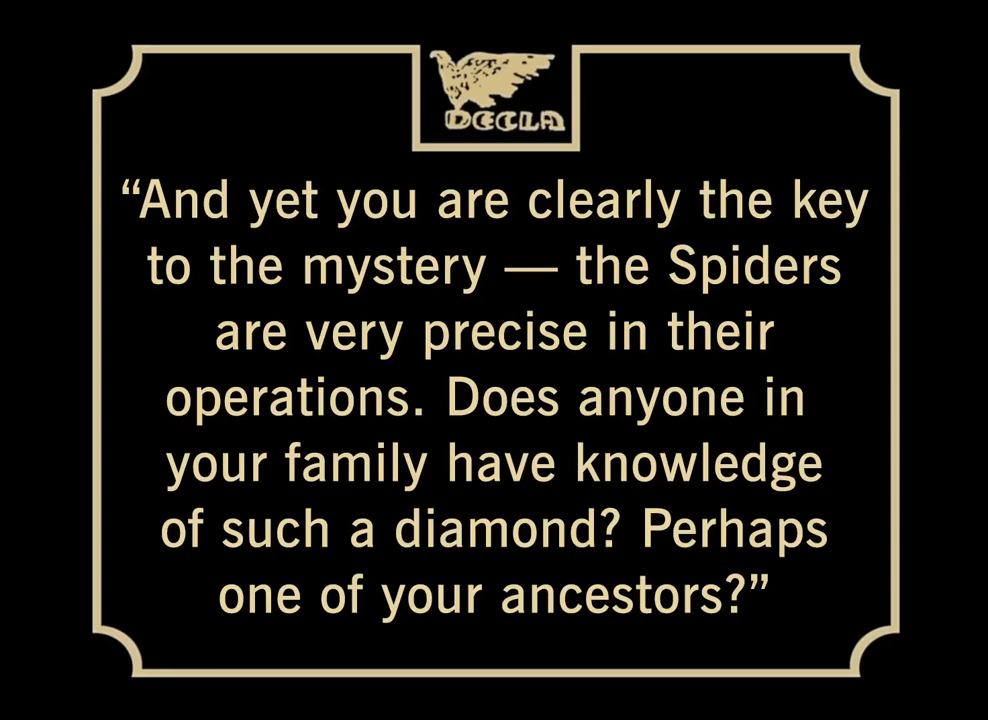 DECLA
“And yet you are clearly the key
to the mystery — the Spiders
are very precise in their
operations. Does anyone in
your family have knowledge
of such a diamond? Perhaps
one of your ancestors?”